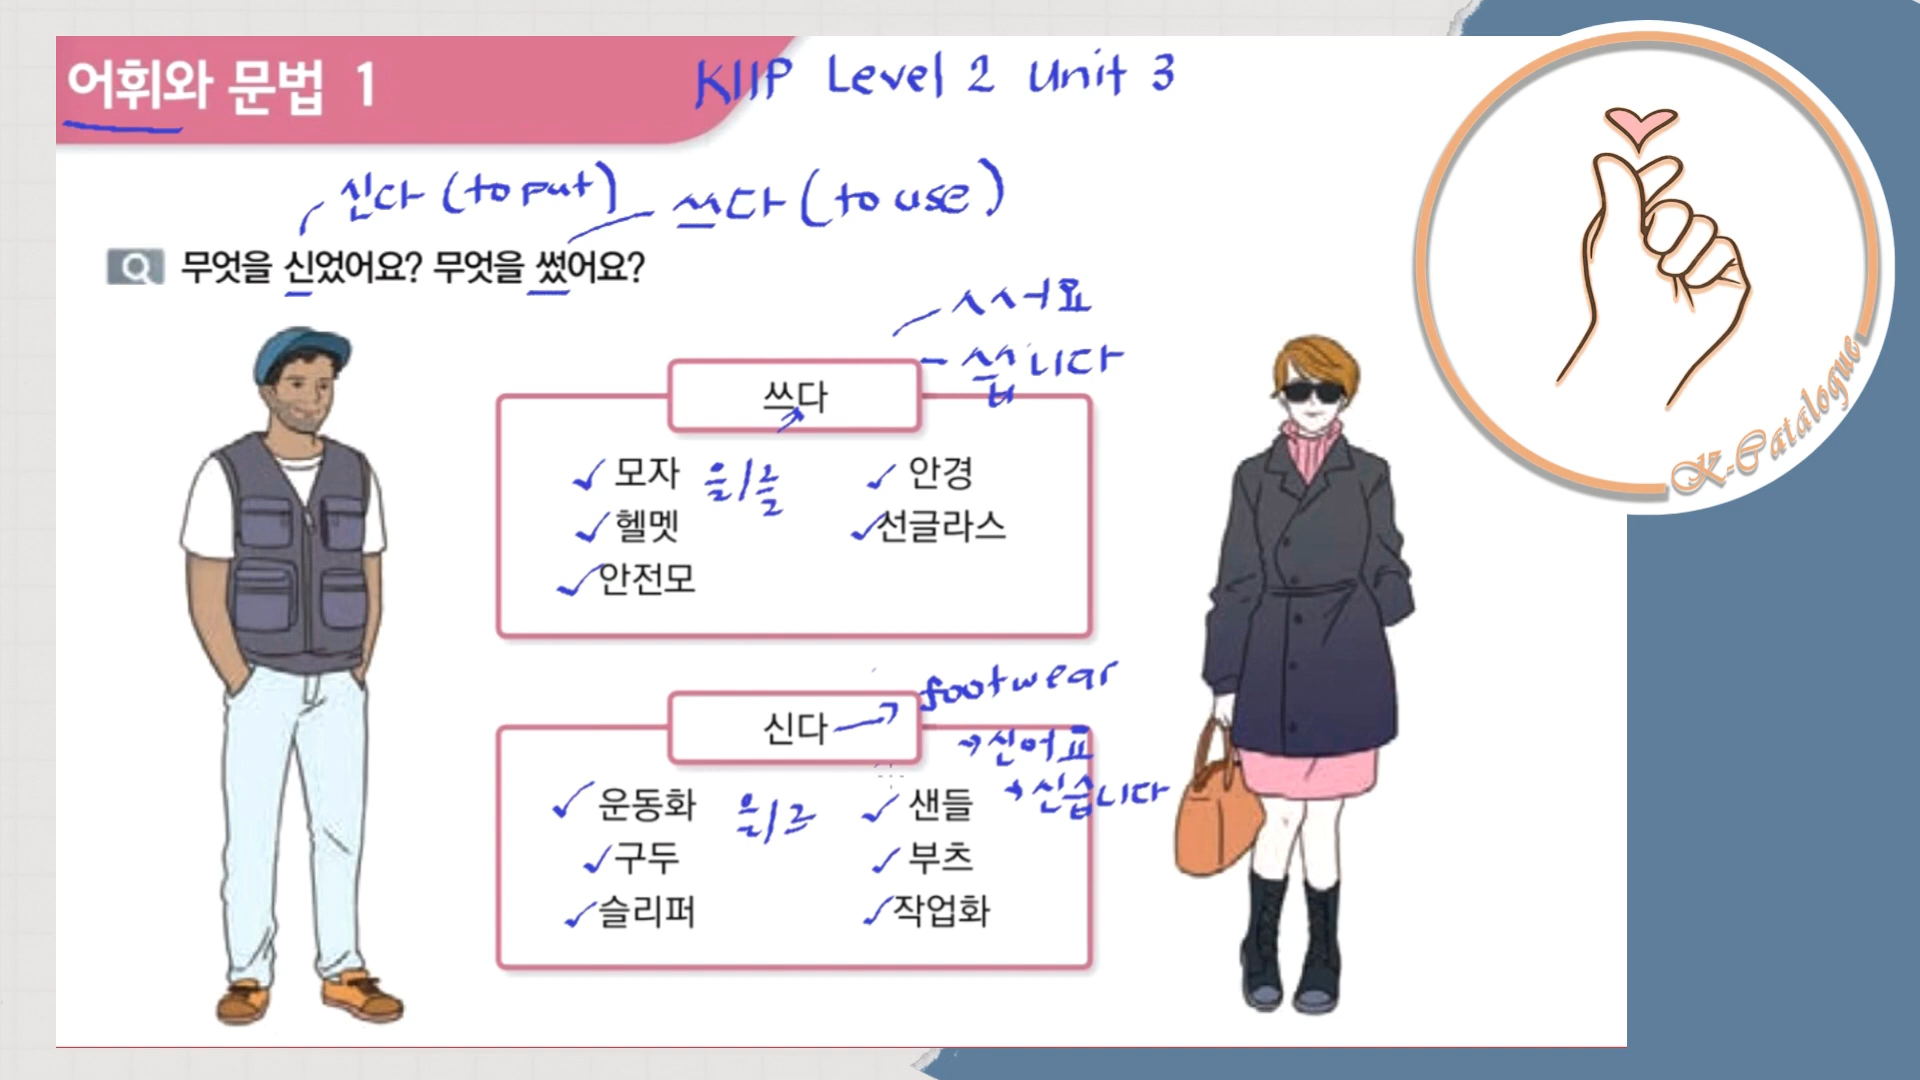 어휘와 문법 1
KIIP Level 2 Unit 3
신다 (to put)
쓰다 (to use)
무엇을 신었어요? 무엇을 썼어요?
써요
씁니다
쓰다
모자 을/를 안경
헬멧 선글라스
안전모
footwear
신다
신어요
신습니다
운동화 샌들
구두 부츠
슬리퍼 작업화
K-Catalogue